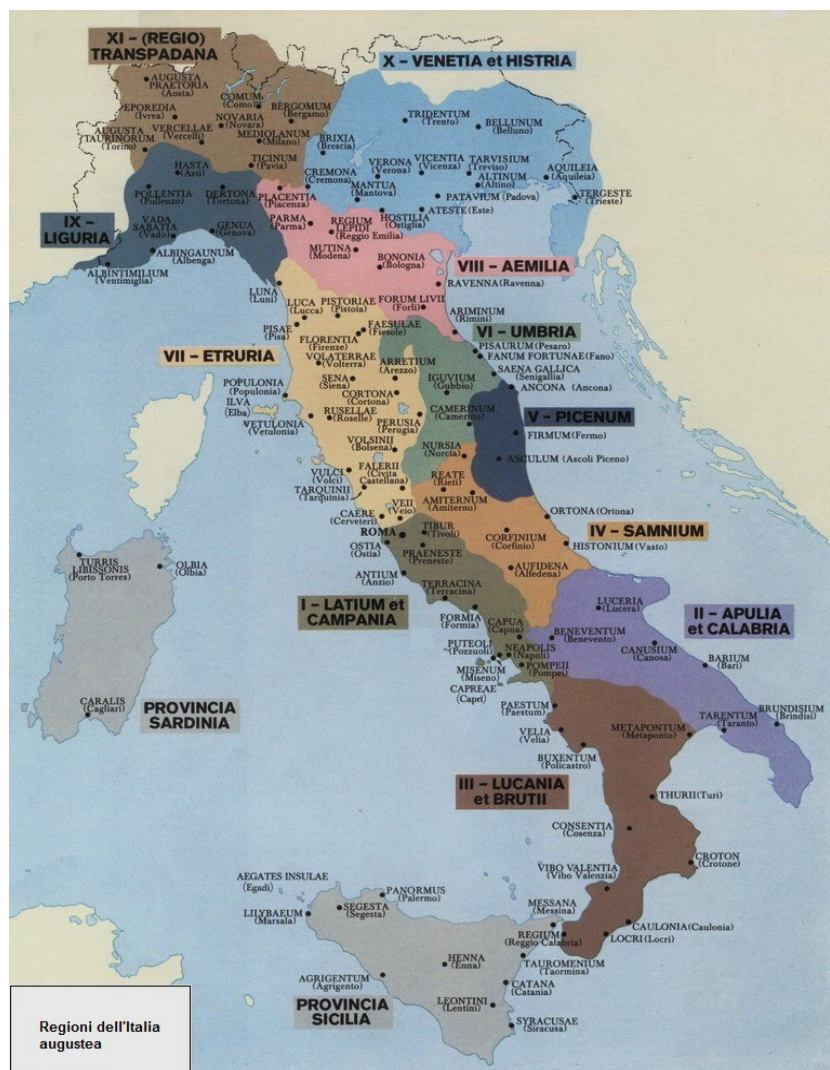 XI – (REGIO)
TRANSPADANA
X – VENETIA et HISTRIA
AUGUSTA
PRAETORIA
(Aosta)
COMUM
(Como)
BERGOMUM
(Bergamo)
EPOREDIA
(Ivrea)
NOVARIA
(Novara)
AUGUSTA
TAURINORUM
(Torino)
VERCELLAE
(Vercelli)
MEDIOLANUM
(Milano)
TICINUM
(Pavia)
TRIDENTUM
(Trento)
BELLUNUM
(Belluno)
BRIXIA
(Brescia)
VERONA
(Verona)
VICENTIA
(Vicenza)
TARVISIUM
(Treviso)
AQUILEIA
(Aquileia)
CREMONA
(Cremona)
MANTUA
(Mantova)
ALTINUM
(Altino)
PATAVIUM (Padova)
TERGESTE
(Trieste)
HOSTILIA
(Ostiglia)
ATESTE (Este)
HASTA
(Asti)
POLLENTIA
(Pollenzo)
DERTONA
(Tortona)
IX –
LIGURIA
VADA
SABATIA
(Vado)
GENUA
(Genova)
ALBINGAUNUM
(Albenga)
ALBINTIMILIUM
(Ventimiglia)
PLACENTIA
(Piacenza)
PARMA
(Parma)
REGIUM
LEPIDI
(Reggio Emilia)
MUTINA
(Modena)
BONONIA
(Bologna)
VIII – AEMILIA
RAVENNA (Ravenna)
FORUM LIVII
(Forlì)
ARIMINUM
(Rimini)
LUNA
(Luni)
LUCA
(Lucca)
PISTORIAE
(Pistoia)
PISAE
(Pisa)
FAESULAE
(Fiesole)
FLORENTIA
(Firenze)
VII – ETRURIA
VOLATERRAE
(Volterra)
ARRETIUM
(Arezzo)
SENA
(Siena)
CORTONA
(Cortona)
POPULONIA
(Populonia)
ILVA
(Elba)
RUSELLAE
(Roselle)
PERUSIA
(Perugia)
VETULONIA
(Vetulonia)
VOLSINII
(Bolsena)
VULCI
(Volci)
FALERII
(Civita
Castellana)
TARQUINII
(Tarquinia)
VEII
(Veio)
CAERE
(Cerveteri)
VI – UMBRIA
PISAURUM (Pesaro)
FANUM FORTUNAE (Fano)
SAENA GALLICA
(Senigallia)
ANCONA (Ancona)
IGUVIUM
(Gubbio)
CAMERINUM
(Camerino)
NURSIA
(Norcia)
V – PICENUM
FIRMUM (Fermo)
ASCULUM (Ascoli Piceno)
REATE
(Rieti)
AMITERNUM
(Amiterno)
ORTONA (Ortona)
IV – SAMNIUM
CORFINIUM
(Corfinio)
HISTONIUM (Vasto)
AUFIDENA
(Alfedena)
ROMA
TIBUR
(Tivoli)
OSTIA
(Ostia)
PRAENESTE
(Preneste)
ANTIUM
(Anzio)
TERRACINA
(Terracina)
I – LATIUM et
CAMPANIA
FORMIA
(Formia)
CAPUA
(Capua)
PUTEOLI
(Pozzuoli)
NEAPOLIS
(Napoli)
MISENUM
(Miseno)
POMPEII
(Pompei)
CAPREAE
(Capri)
LUCERIA
(Lucera)
II – APULIA
et CALABRIA
BENEVENTUM
(Benevento)
CANUSIUM
(Canosa)
BARIUM
(Bari)
BRUNDISIUM
(Brindisi)
TARENTUM
(Taranto)
PAESTUM
(Paestum)
VELIA
(Velia)
METAPONTUM
(Metaponto)
BUXENTUM
(Policastro)
III – LUCANIA
et BRUTII
THURII (Turi)
CONSENTIA
(Cosenza)
CROTON
(Crotone)
VIBO VALENTIA
(Vibo Valenzia)
CAULONIA (Caulonia)
REGIUM
(Reggio Calabria)
LOCRI (Locri)
TURRIS
LIBISSONIS
(Porto Torres)
OLBIA
(Olbia)
CARALIS
(Cagliari)
PROVINCIA
SARDINIA
AEGATES INSULAE
(Egadi)
PANORMUS
(Palermo)
LILYBAEUM
(Marsala)
SEGESTA
(Segesta)
MESSANA
(Messina)
HENNA
(Enna)
TAUROMENIUM
(Taormina)
AGRIGENTUM
(Agrigento)
CATANA
(Catania)
PROVINCIA
SICILIA
LEONTINI
(Lentini)
SYRACUSAE
(Siracusa)
Regioni dell'Italia
augustea